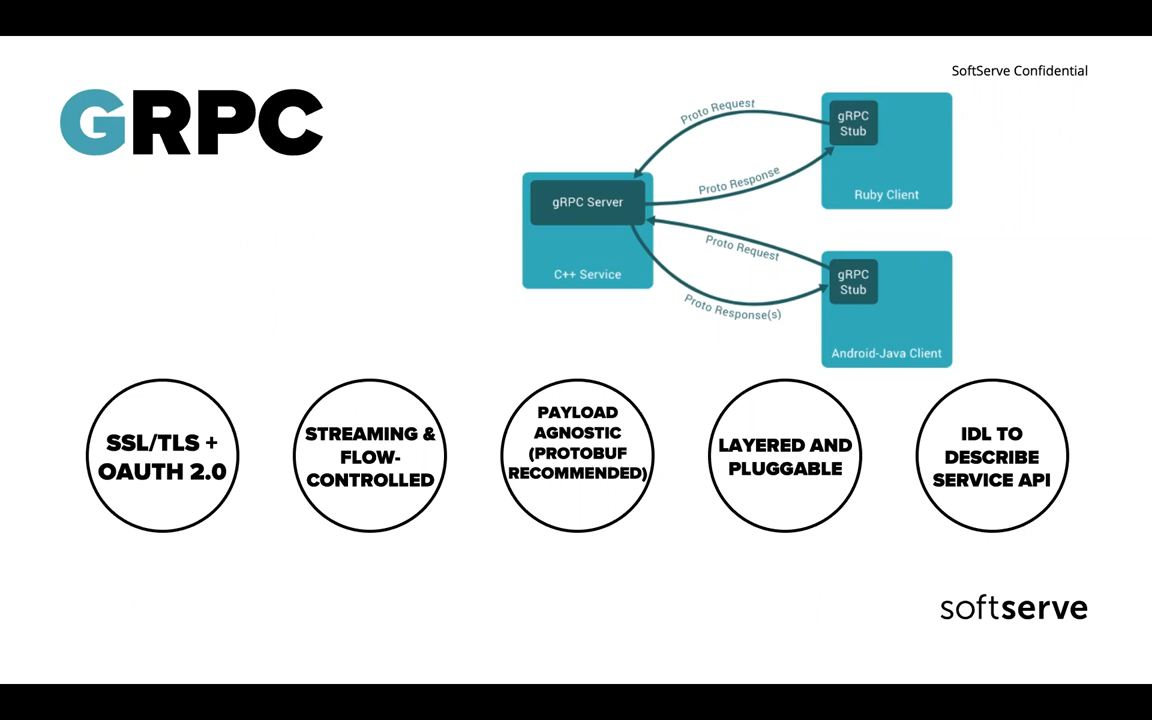 SoftServe Confidential
GRPC
Proto Request
gRPC
Stub
Ruby Client
Proto Response
gRPC Server
C++ Service
Proto Request
gRPC
Stub
Proto Response(s)
Android-Java Client
SSL/TLS +
OAUTH 2.0
STREAMING &
FLOW-
CONTROLLED
PAYLOAD
AGNOSTIC
(PROTOBUF
RECOMMENDED)
LAYERED AND
PLUGGABLE
IDL TO
DESCRIBE
SERVICE API
softserve